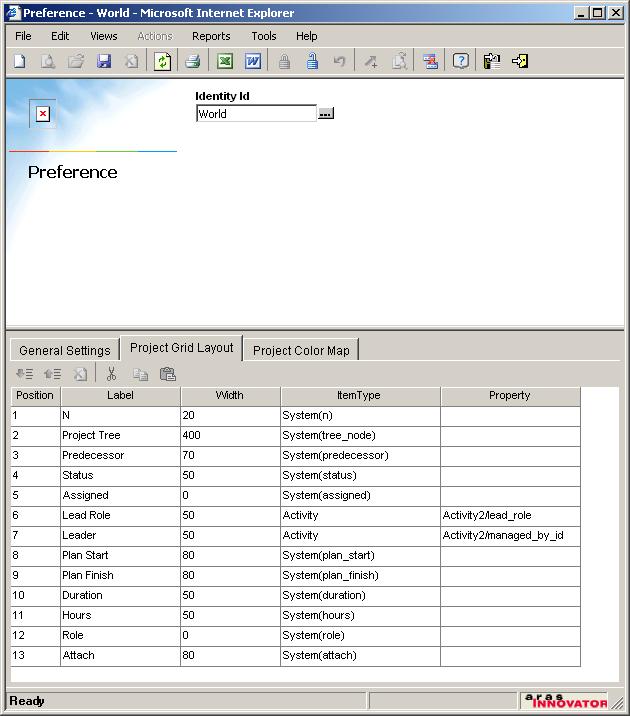 Preference - World - Microsoft Internet Explorer
File Edit Views Actions Reports Tools Help
Identity Id
World ...
Preference
General Settings Project Grid Layout Project Color Map
Position Label Width ItemType Property
1 N 20 System(n)
2 Project Tree 400 System(tree_node)
3 Predecessor 70 System(predecessor)
4 Status 50 System(status)
5 Assigned 0 System(assigned)
6 Lead Role 50 Activity Activity2/lead_role
7 Leader 50 Activity Activity2/managed_by_id
8 Plan Start 80 System(plan_start)
9 Plan Finish 80 System(plan_finish)
10 Duration 50 System(duration)
11 Hours 50 System(hours)
12 Role 0 System(role)
13 Attach 80 System(attach)
Ready
aras
INNOVATOR